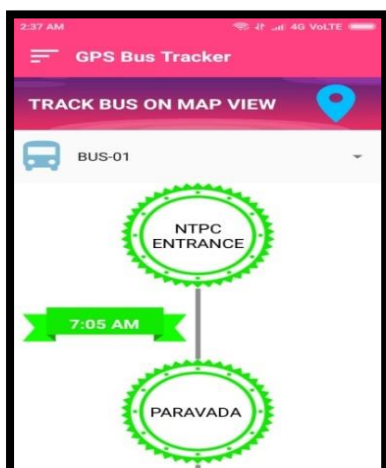 2:37 AM 4G VoLTE
GPS Bus Tracker
TRACK BUS ON MAP VIEW
BUS-01
NTPC
ENTRANCE
7:05 AM
PARAVADA